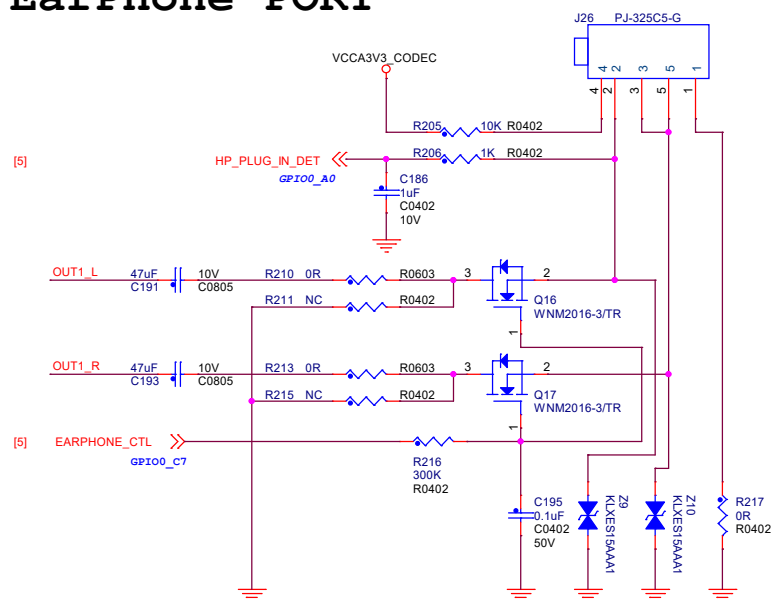 EarPhone PORT
J26 PJ-325C5-G
VCCA3V3_CODEC
4 2 3 5 1
4 2 3 5 1
R205 10K R0402
[5] HP_PLUG_IN_DET R206 1K R0402
GPIO0_A0
C186
1uF
C0402
10V
OUT1_L 47uF 10V R210 0R R0603 3 2
C191 C0805
R211 NC R0402
Q16
WNM2016-3/TR
1
OUT1_R 47uF 10V R213 0R R0603 3 2
C193 C0805
R215 NC R0402
Q17
WNM2016-3/TR
1
[5] EARPHONE_CTL
GPIO0_C7
R216
300K
R0402
C195
0.1uF
C0402
50V
Z9
KLXES15AAA1
Z10
KLXES15AAA1
R217
0R
R0402